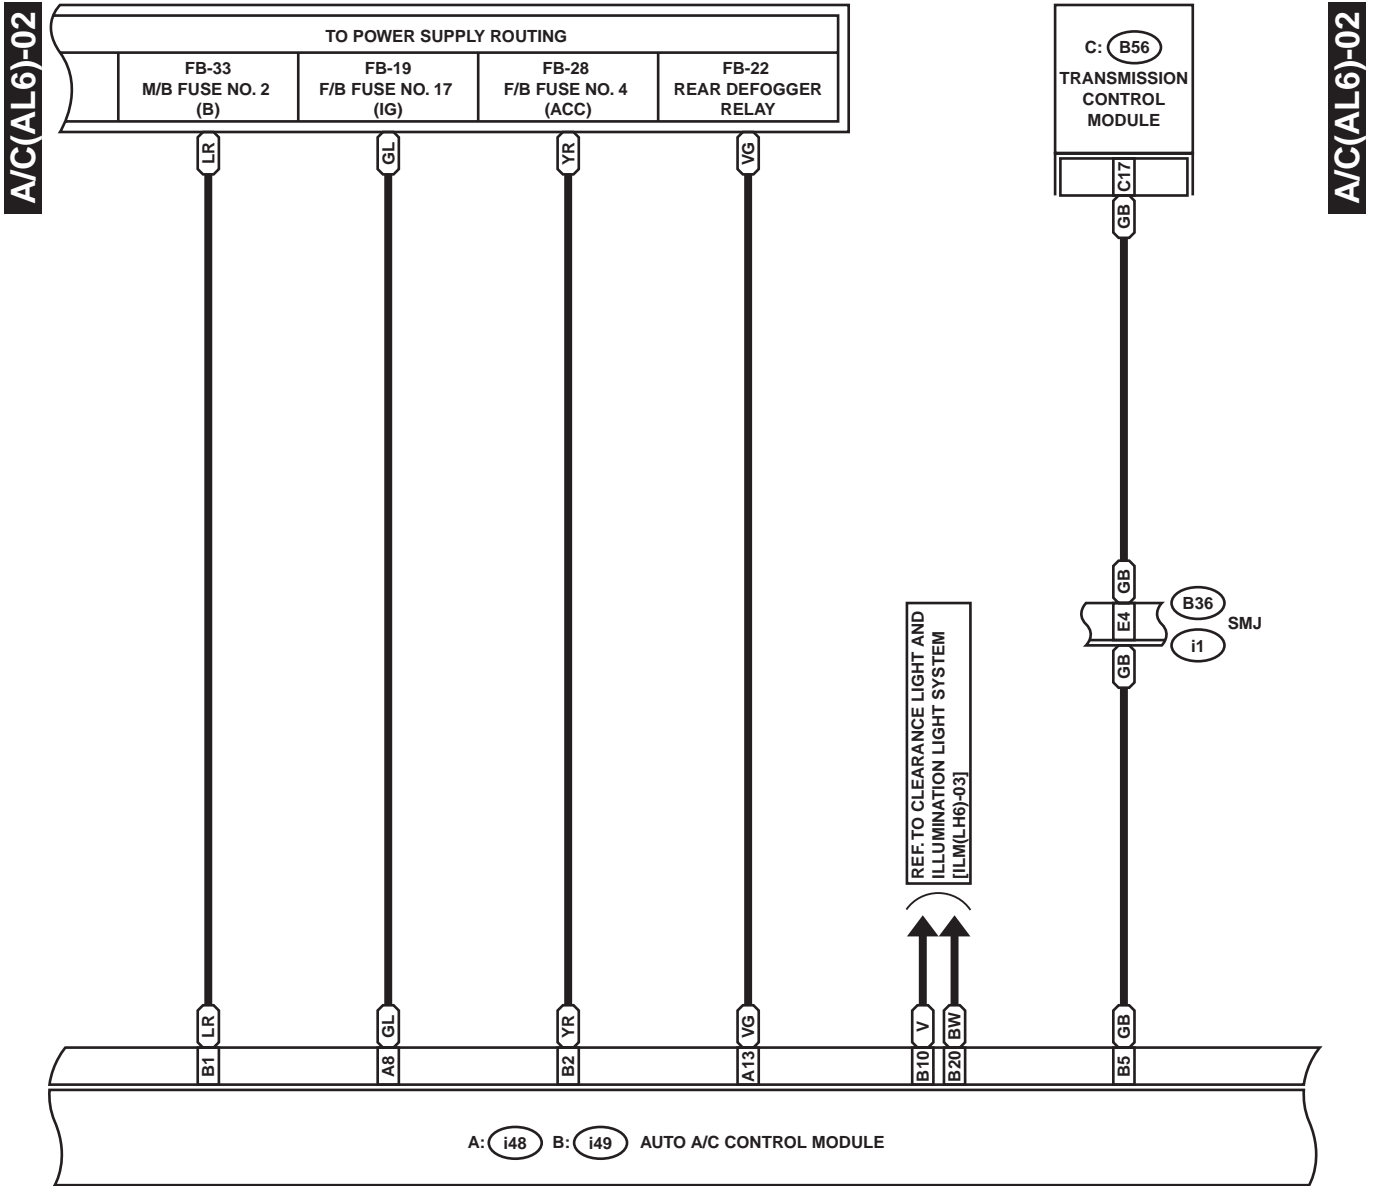 A/C(AL6)-02
A/C(AL6)-02
TO POWER SUPPLY ROUTING
FB-33
M/B FUSE NO. 2
(B)
FB-19
F/B FUSE NO. 17
(IG)
FB-28
F/B FUSE NO. 4
(ACC)
FB-22
REAR DEFOGGER
RELAY
C: B56
TRANSMISSION
CONTROL
MODULE
LR
GL
YR
VG
C17
GB
GB
E4
GB
B36
SMJ
i1
REF. TO CLEARANCE LIGHT AND
ILLUMINATION LIGHT SYSTEM
[ILM(LH6)-03]
LR
GL
YR
VG
V
BW
GB
B1
A8
B2
A13
B10
B20
B5
A: i48 B: i49 AUTO A/C CONTROL MODULE